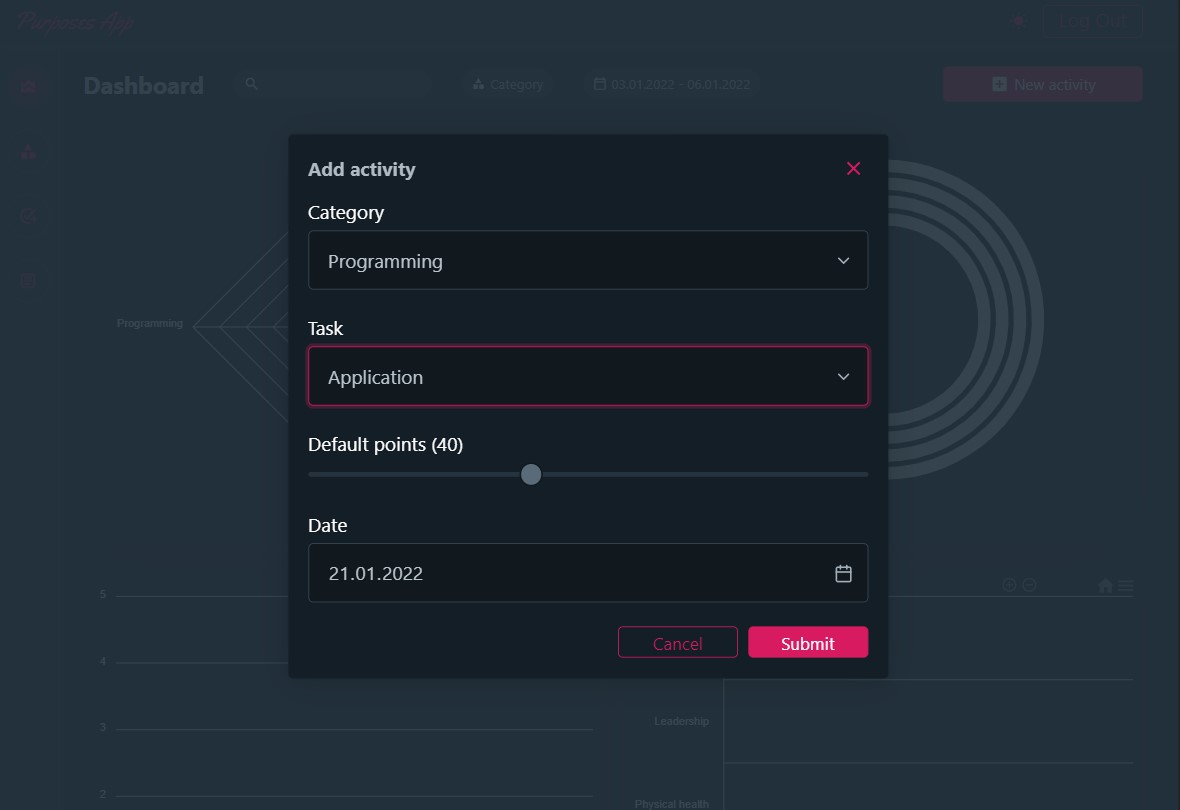 Purposes App
Log Out
Dashboard
Category
03.01.2022 - 06.01.2022
New activity
Add activity
Category
Programming
Programming
Task
Application
Default points (40)
Date
21.01.2022
5
Cancel
Submit
4
Leadership
3
2
Physical health